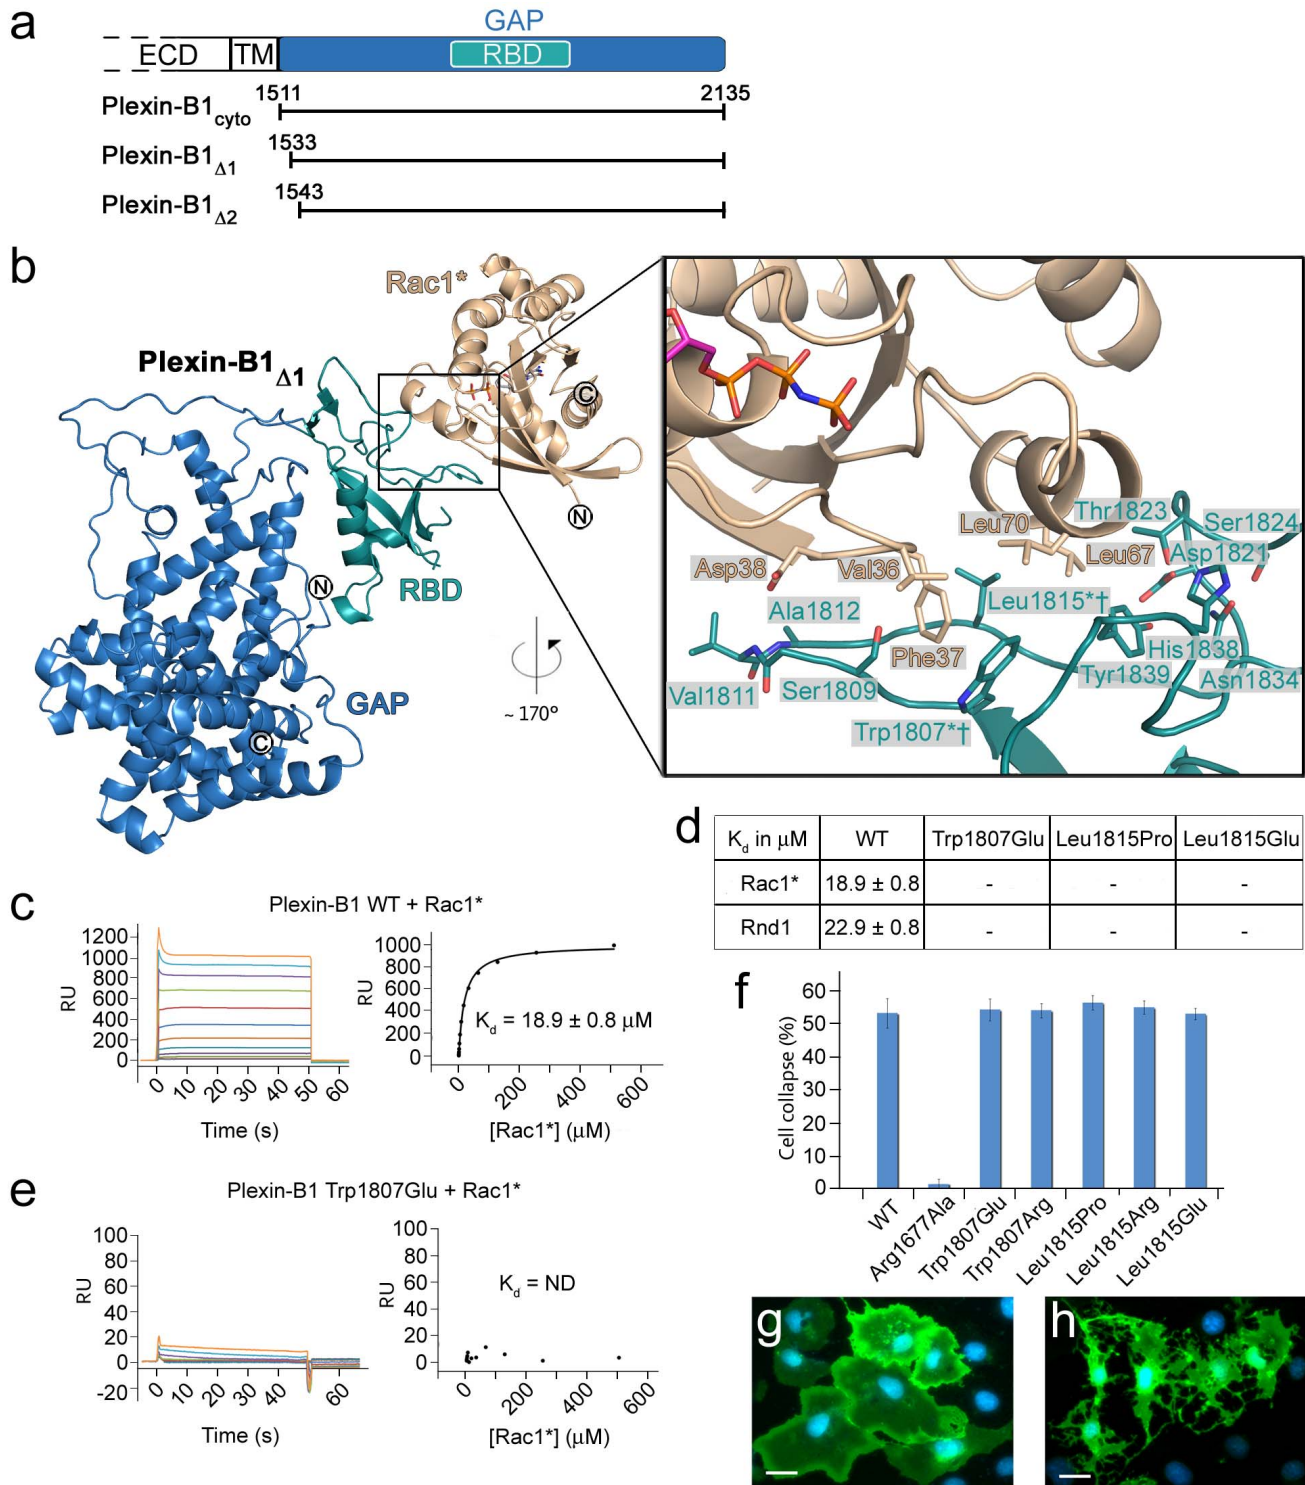 a
GAP
ECD TM RBD
1511 2135
Plexin-B1cyto
1533
Plexin-B1Δ1
1543
Plexin-B1Δ2
b
Rac1*
Plexin-B1Δ1
C
N
RBD
N
GAP
C
~ 170°
Leu70
Thr1823
Ser1824
Leu67
Asp1821
Asp38
Val36
Ala1812
Leu1815*†
Phe37
His1838
Val1811
Ser1809
Tyr1839
Asn1834
Trp1807*†
c
Plexin-B1 WT + Rac1*
RU
1200
1000
800
600
400
200
0
0 10 20 30 40 50 60
Time (s)
RU
1000
800
600
400
200
0
Kd = 18.9 ± 0.8 μM
0 200 400 600
[Rac1*] (μM)
d
Kd in μM WT Trp1807Glu Leu1815Pro Leu1815Glu
Rac1* 18.9 ± 0.8 - - -
Rnd1 22.9 ± 0.8 - - -
e
Plexin-B1 Trp1807Glu + Rac1*
RU
100
80
60
40
20
0
-20
0 10 20 30 40 60
Time (s)
RU
100
80
60
40
20
0
Kd = ND
0 200 400 600
[Rac1*] (μM)
f
Cell collapse (%)
60
50
40
30
20
10
0
WT
Arg1677Ala
Trp1807Glu
Trp1807Arg
Leu1815Pro
Leu1815Arg
Leu1815Glu
g
h